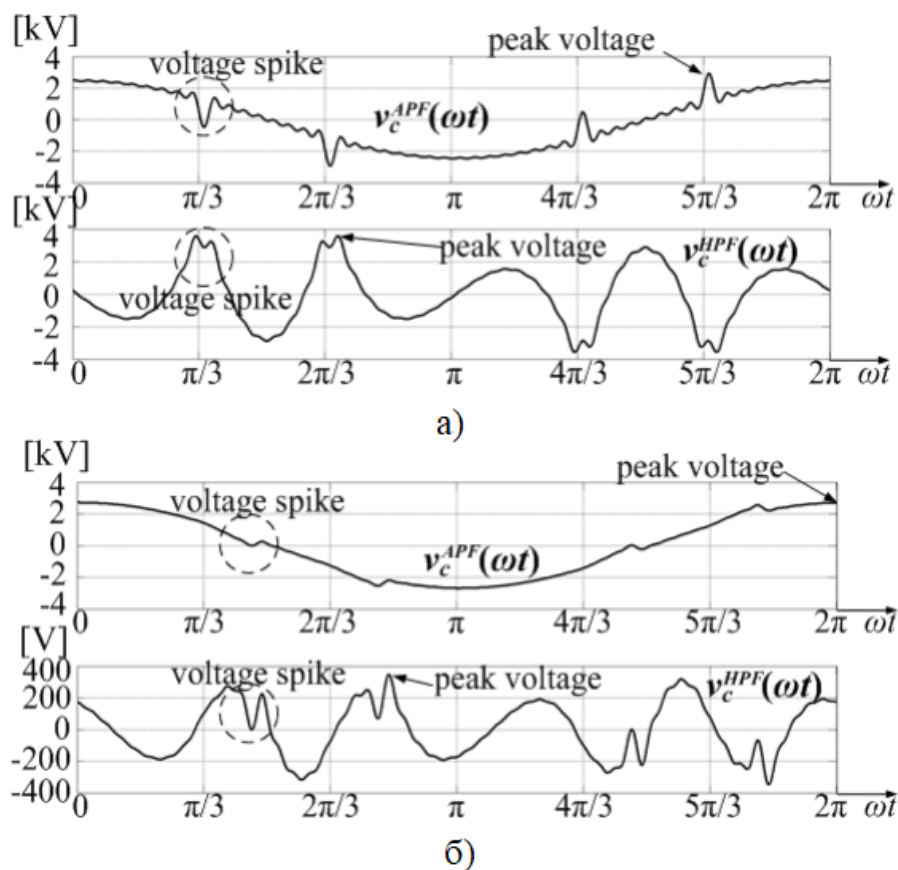 [kV]
peak voltage
4
voltage spike
2
0
v_c^APF(ωt)
-2
-4
0 π/3 2π/3 π 4π/3 5π/3 2π ωt
[kV]
4
peak voltage
v_c^HPF(ωt)
2
0
voltage spike
-2
-4
0 π/3 2π/3 π 4π/3 5π/3 2π ωt
а)
[kV]
peak voltage
4
voltage spike
2
0
v_c^APF(ωt)
-2
-4
0 π/3 2π/3 π 4π/3 5π/3 2π ωt
[V]
400
voltage spike
peak voltage
v_c^HPF(ωt)
200
0
-200
-400
0 π/3 2π/3 π 4π/3 5π/3 2π ωt
б)